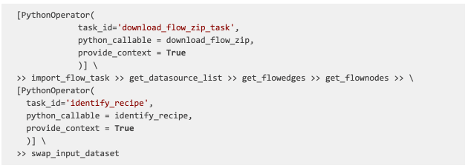 [PythonOperator(
task_id='download_flow_zip_task',
python_callable = download_flow_zip,
provide_context = True
)] \
>> import_flow_task >> get_datasource_list >> get_flowedges >> get_flownodes >> \
[PythonOperator(
task_id='identify_recipe',
python_callable = identify_recipe,
provide_context = True
)] \
>> swap_input_dataset